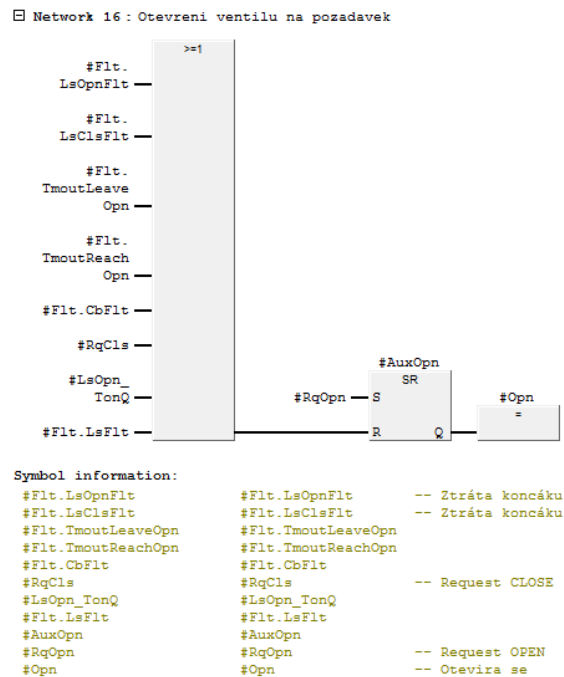 Network 16 : Otevreni ventilu na pozadavek
>=1
#Flt.
LsOpnFlt
#Flt.
LsClsFlt
#Flt.
TmoutLeave
Opn
#Flt.
TmoutReach
Opn
#Flt.CbFlt
#RqCls
#AuxOpn
#LsOpn_
TonQ
#RqOpn
S
SR
#Opn
=
#Flt.LsFlt
R
Q
Symbol information:
#Flt.LsOpnFlt #Flt.LsOpnFlt -- Ztráta koncáku
#Flt.LsClsFlt #Flt.LsClsFlt -- Ztráta koncáku
#Flt.TmoutLeaveOpn #Flt.TmoutLeaveOpn
#Flt.TmoutReachOpn #Flt.TmoutReachOpn
#Flt.CbFlt #Flt.CbFlt
#RqCls #RqCls -- Request CLOSE
#LsOpn_TonQ #LsOpn_TonQ
#Flt.LsFlt #Flt.LsFlt
#AuxOpn #AuxOpn
#RqOpn #RqOpn -- Request OPEN
#Opn #Opn -- Otevira se